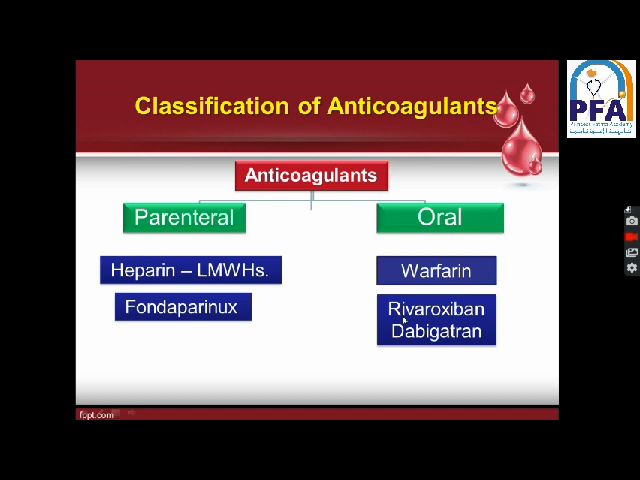 Classification of Anticoagulants
PFA
Anticoagulants
Parenteral
Oral
Heparin – LMWHs.
Warfarin
Fondaparinux
Rivaroxiban
Dabigatran
fppt.com